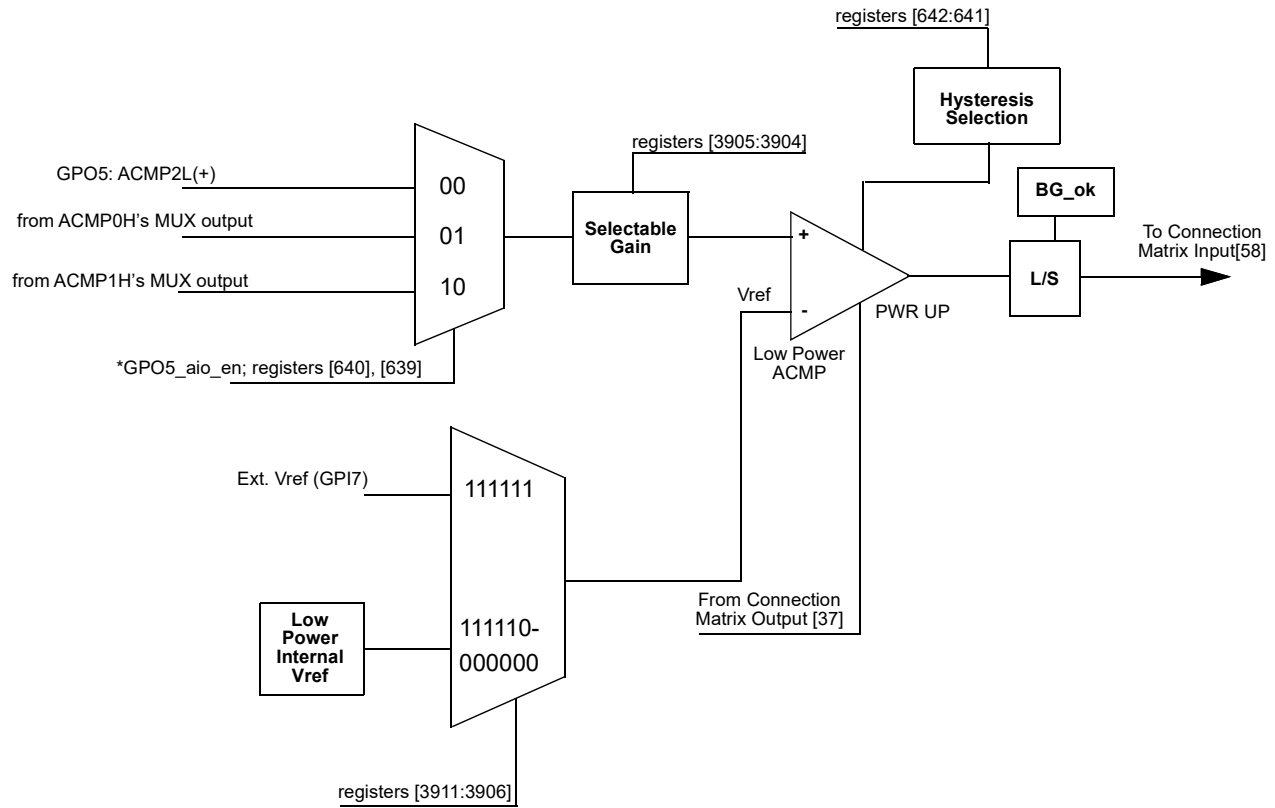 registers [642:641]
Hysteresis
Selection
registers [3905:3904]
BG_ok
GPO5: ACMP2L(+)
00
from ACMP0H's MUX output
01
from ACMP1H's MUX output
10
Selectable
Gain
+
To Connection
Matrix Input[58]
L/S
Vref
-
PWR UP
Low Power
ACMP
*GPO5_aio_en; registers [640], [639]
Ext. Vref (GPI7)
111111
From Connection
Matrix Output [37]
Low
Power
Internal
Vref
111110-
000000
registers [3911:3906]